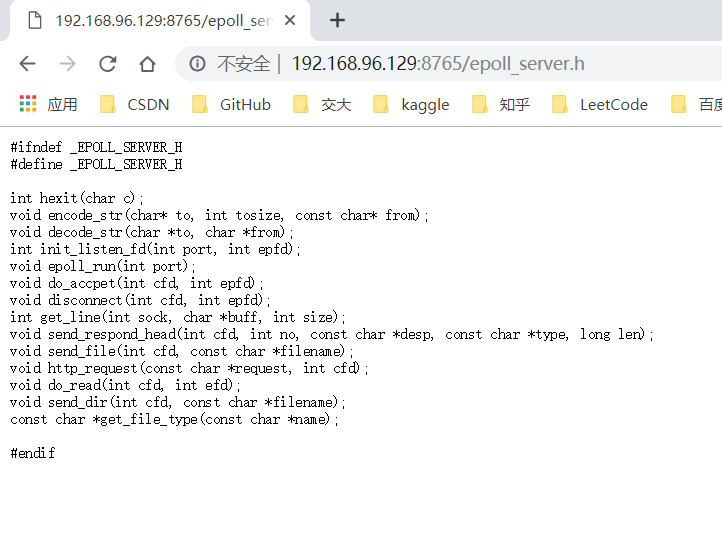 192.168.96.129:8765/epoll_ser
不安全 | 192.168.96.129:8765/epoll_server.h
应用 CSDN GitHub 交大 kaggle 知乎 LeetCode 百度
#ifndef _EPOLL_SERVER_H
#define _EPOLL_SERVER_H
int hexit(char c);
void encode_str(char* to, int tosize, const char* from);
void decode_str(char *to, char *from);
int init_listen_fd(int port, int epfd);
void epoll_run(int port);
void do_accpet(int cfd, int epfd);
void disconnect(int cfd, int epfd);
int get_line(int sock, char *buff, int size);
void send_respond_head(int cfd, int no, const char *desp, const char *type, long len);
void send_file(int cfd, const char *filename);
void http_request(const char *request, int cfd);
void do_read(int cfd, int efd);
void send_dir(int cfd, const char *filename);
const char *get_file_type(const char *name);
#endif